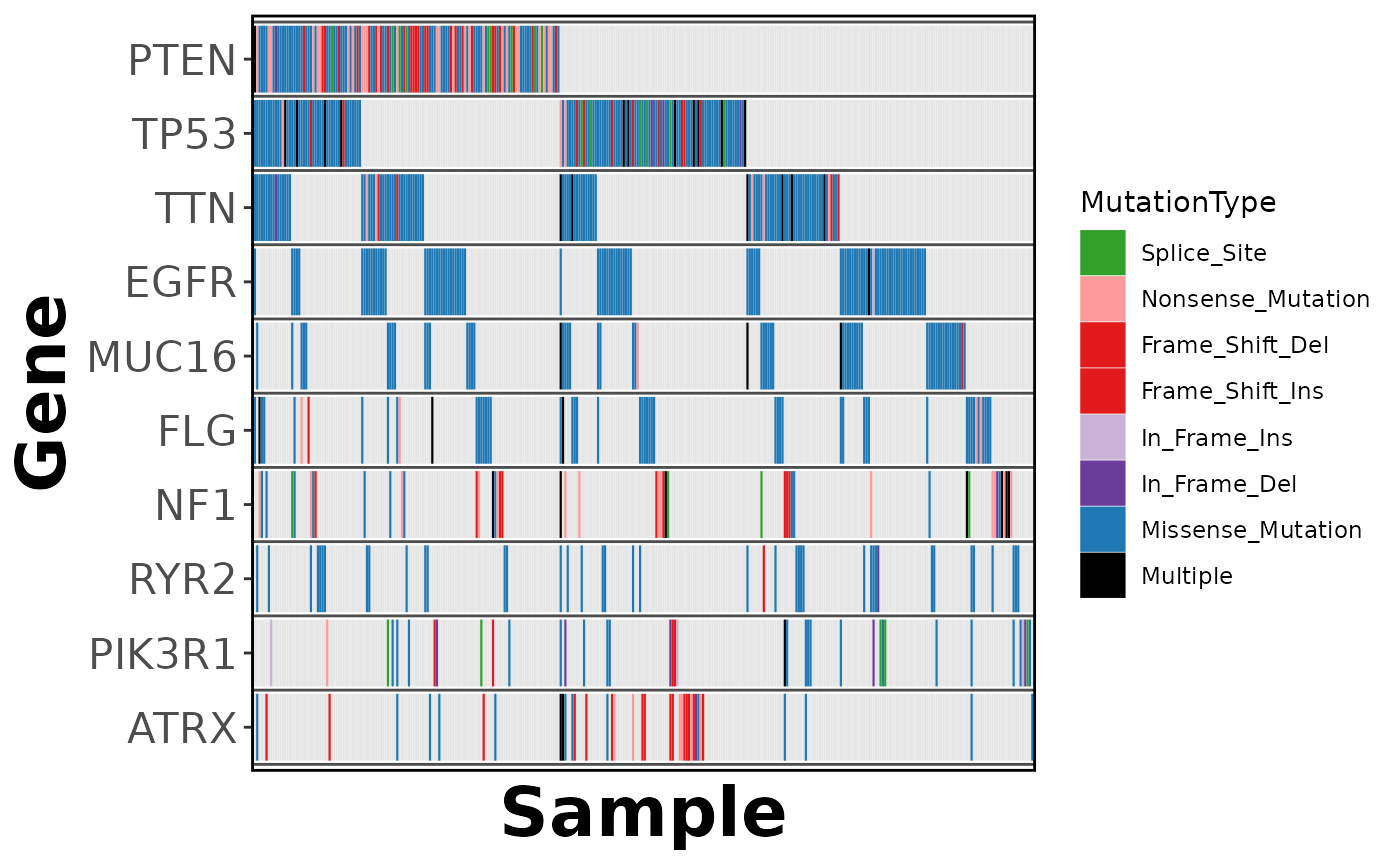 PTEN
TP53
TTN
EGFR
MUC16
FLG
NF1
RYR2
PIK3R1
ATRX
Gene
Sample
MutationType
Splice_Site
Nonsense_Mutation
Frame_Shift_Del
Frame_Shift_Ins
In_Frame_Ins
In_Frame_Del
Missense_Mutation
Multiple